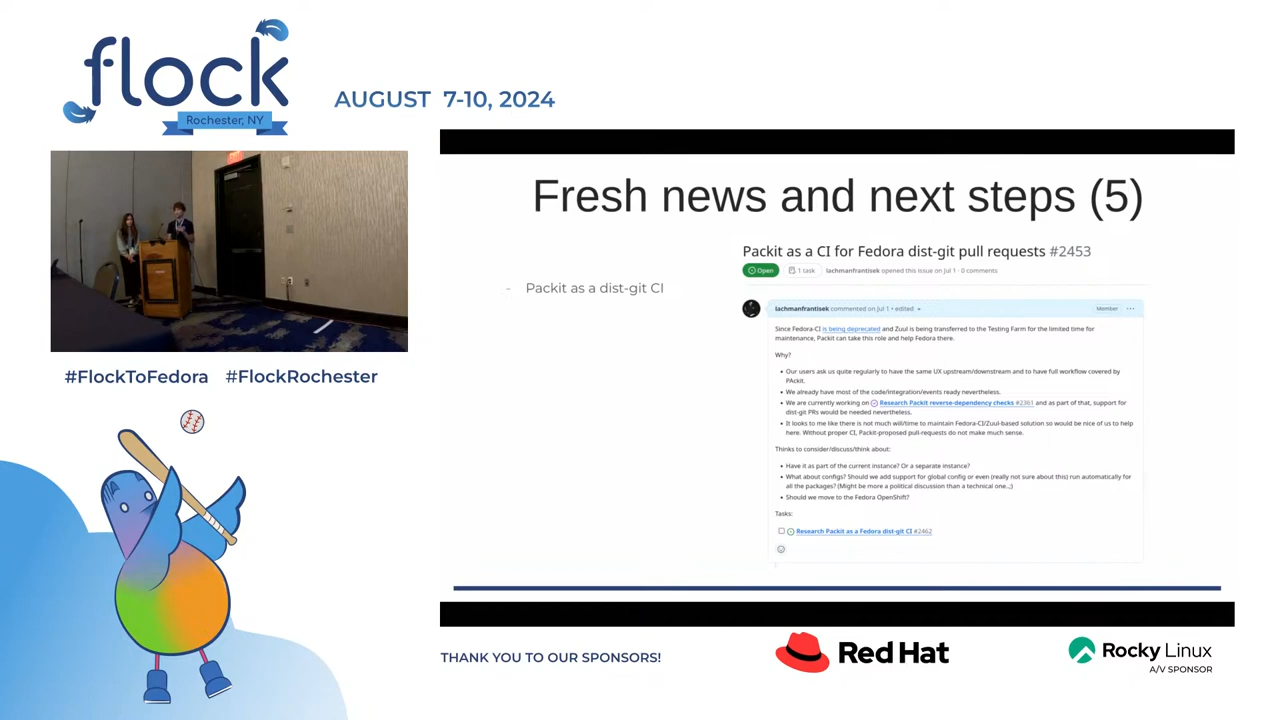 flock
Rochester, NY
AUGUST 7-10, 2024
#FlockToFedora #FlockRochester
Fresh news and next steps (5)
- Packit as a dist-git CI
Packit as a CI for Fedora dist-git pull requests #2453
Open
1 task
lachmanfrantisek opened this issue on Jul 1 · 0 comments
lachmanfrantisek commented on Jul 1 • edited
Member
Since Fedora-CI is being deprecated and Zuul is being transferred to the Testing Farm for the limited time for
maintenance, Packit can take this role and help Fedora there.
Why?
• Our users ask us quite regularly to have the same UX upstream/downstream and to have full workflow covered by
PAckit.
• We already have most of the code/integration/events ready nevertheless.
• We are currently working on Research Packit reverse-dependency checks #2361 and as part of that, support for
dist-git PRs would be needed nevertheless.
• It looks to me like there is not much will/time to maintain Fedora-CI/Zuul-based solution so would be nice of us to help
here. Without proper CI, Packit-proposed pull-requests do not make much sense.
Thinks to consider/discuss/think about:
• Have it as part of the current instance? Or a separate instance?
• What about configs? Should we add support for global config or even (really not sure about this) run automatically for
all the packages? (Might be more a political discussion than a technical one..;)
• Should we move to the Fedora OpenShift?
Tasks:
Research Packit as a Fedora dist-git CI #2462
THANK YOU TO OUR SPONSORS!
Red Hat
Rocky Linux
A/V SPONSOR